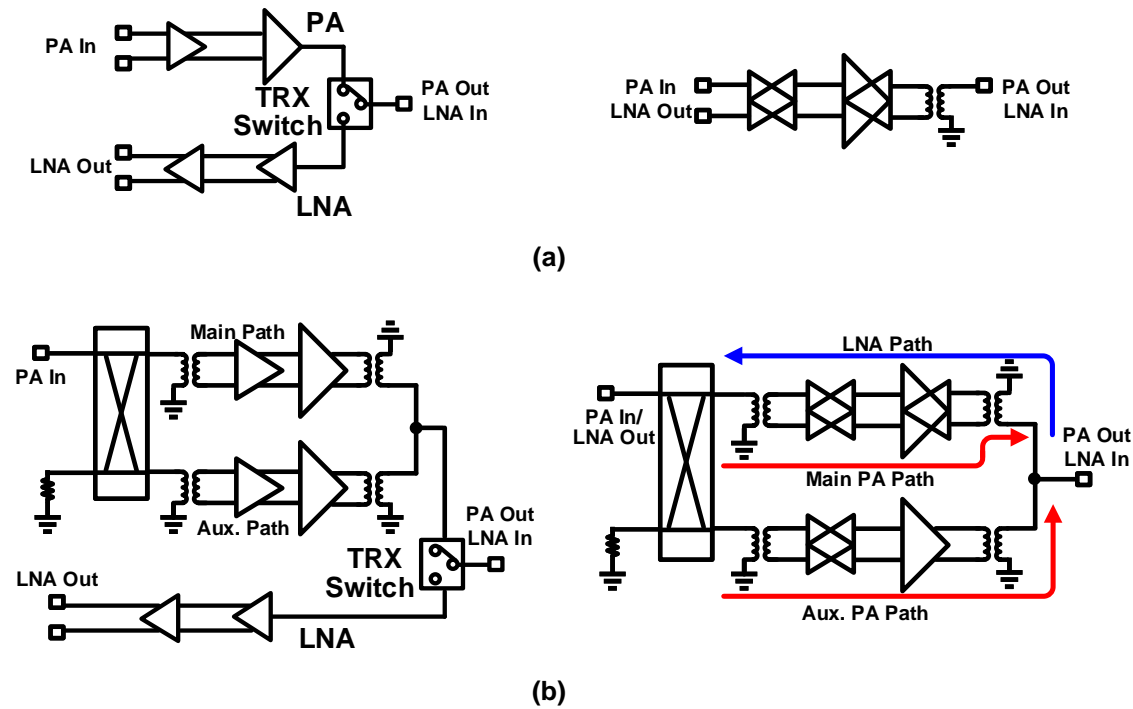 PA
PA In
TRX
Switch
PA Out
LNA In
LNA Out
LNA
PA In
LNA Out
PA Out
LNA In
(a)
Main Path
PA In
Aux. Path
PA Out
LNA In
TRX
Switch
LNA Out
LNA
LNA Path
PA In/
LNA Out
PA Out
LNA In
Main PA Path
Aux. PA Path
(b)